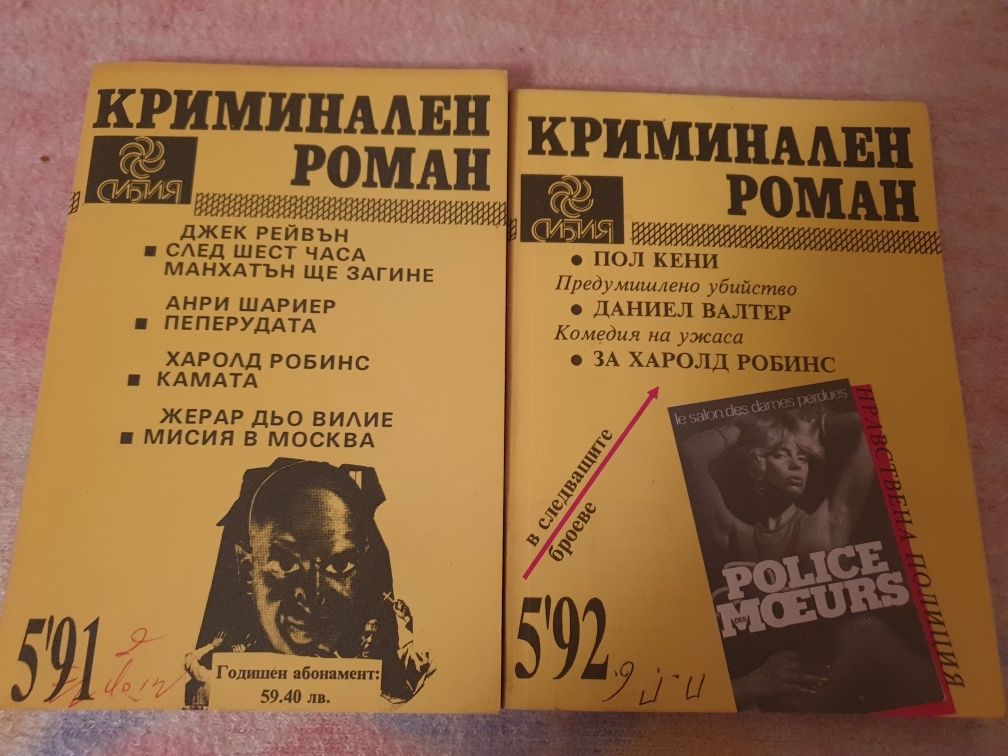 КРИМИНАЛЕН
РОМАН
СИБИЯ
ДЖЕК РЕЙВЪН
■ СЛЕД ШЕСТ ЧАСА
МАНХАТЪН ЩЕ ЗАГИНЕ
АНРИ ШАРИЕР
■ ПЕПЕРУДАТА
ХАРОЛД РОБИНС
■ КАМАТА
ЖЕРАР ДЬО ВИЛИЕ
■ МИСИЯ В МОСКВА
5'91
Годишен абонамент:
59.40 лв.
КРИМИНАЛЕН
РОМАН
СИБИЯ
● ПОЛ КЕНИ
Предумишлено убийство
● ДАНИЕЛ ВАЛТЕР
Комедия на ужаса
● ЗА ХАРОЛД РОБИНС
в следващите
броеве
le salon des dames perdues
POLICE
DES MŒURS
НРАВСТВЕНА ПОЛИЦИЯ
5'92